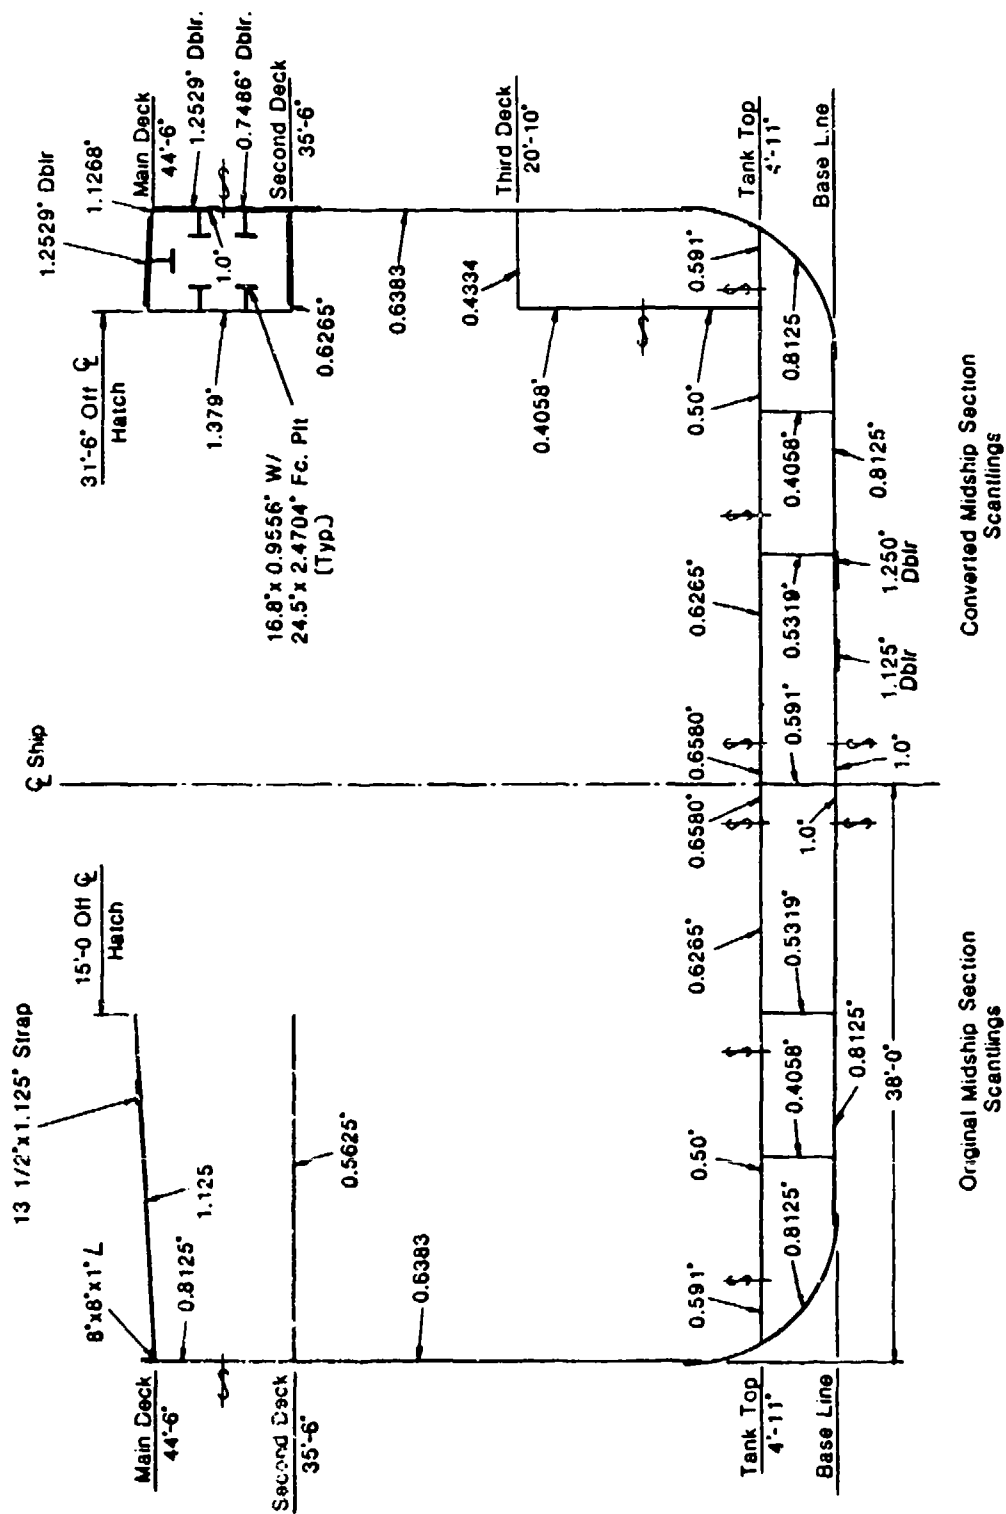 ℄ Ship
13 1/2"x1.125" Strap
15'-0 Off ℄
Hatch
8"x8"x1" L
1.125
0.8125"
Main Deck
44'-6"
Second Deck
35'-6"
0.5625"
0.6383
0.591"
0.50"
0.6265"
0.6580"
Tank Top
4'-11"
Base Line
0.8125"
0.4058"
0.5319"
1.0"
0.8125"
38'-0"
Original Midship Section
Scantlings
31'-6" Off ℄
Hatch
1.2529" Dblr
1.1268"
Main Deck
44'-6"
1.2529" Dblr.
0.7486" Dblr.
Second Deck
35'-6"
1.0"
1.379"
0.6265"
16.8"x 0.9556" W/
24.5"x 2.4704" Fc. Plt
(Typ.)
0.6383
0.4334
Third Deck
20'-10"
0.4058"
0.6580"
0.6265"
0.50"
0.591"
Tank Top
4'-11"
Base Line
0.591"
0.5319"
0.4058"
0.8125"
1.0"
1.125"
Dblr
1.250"
Dblr
0.8125"
Converted Midship Section
Scantlings